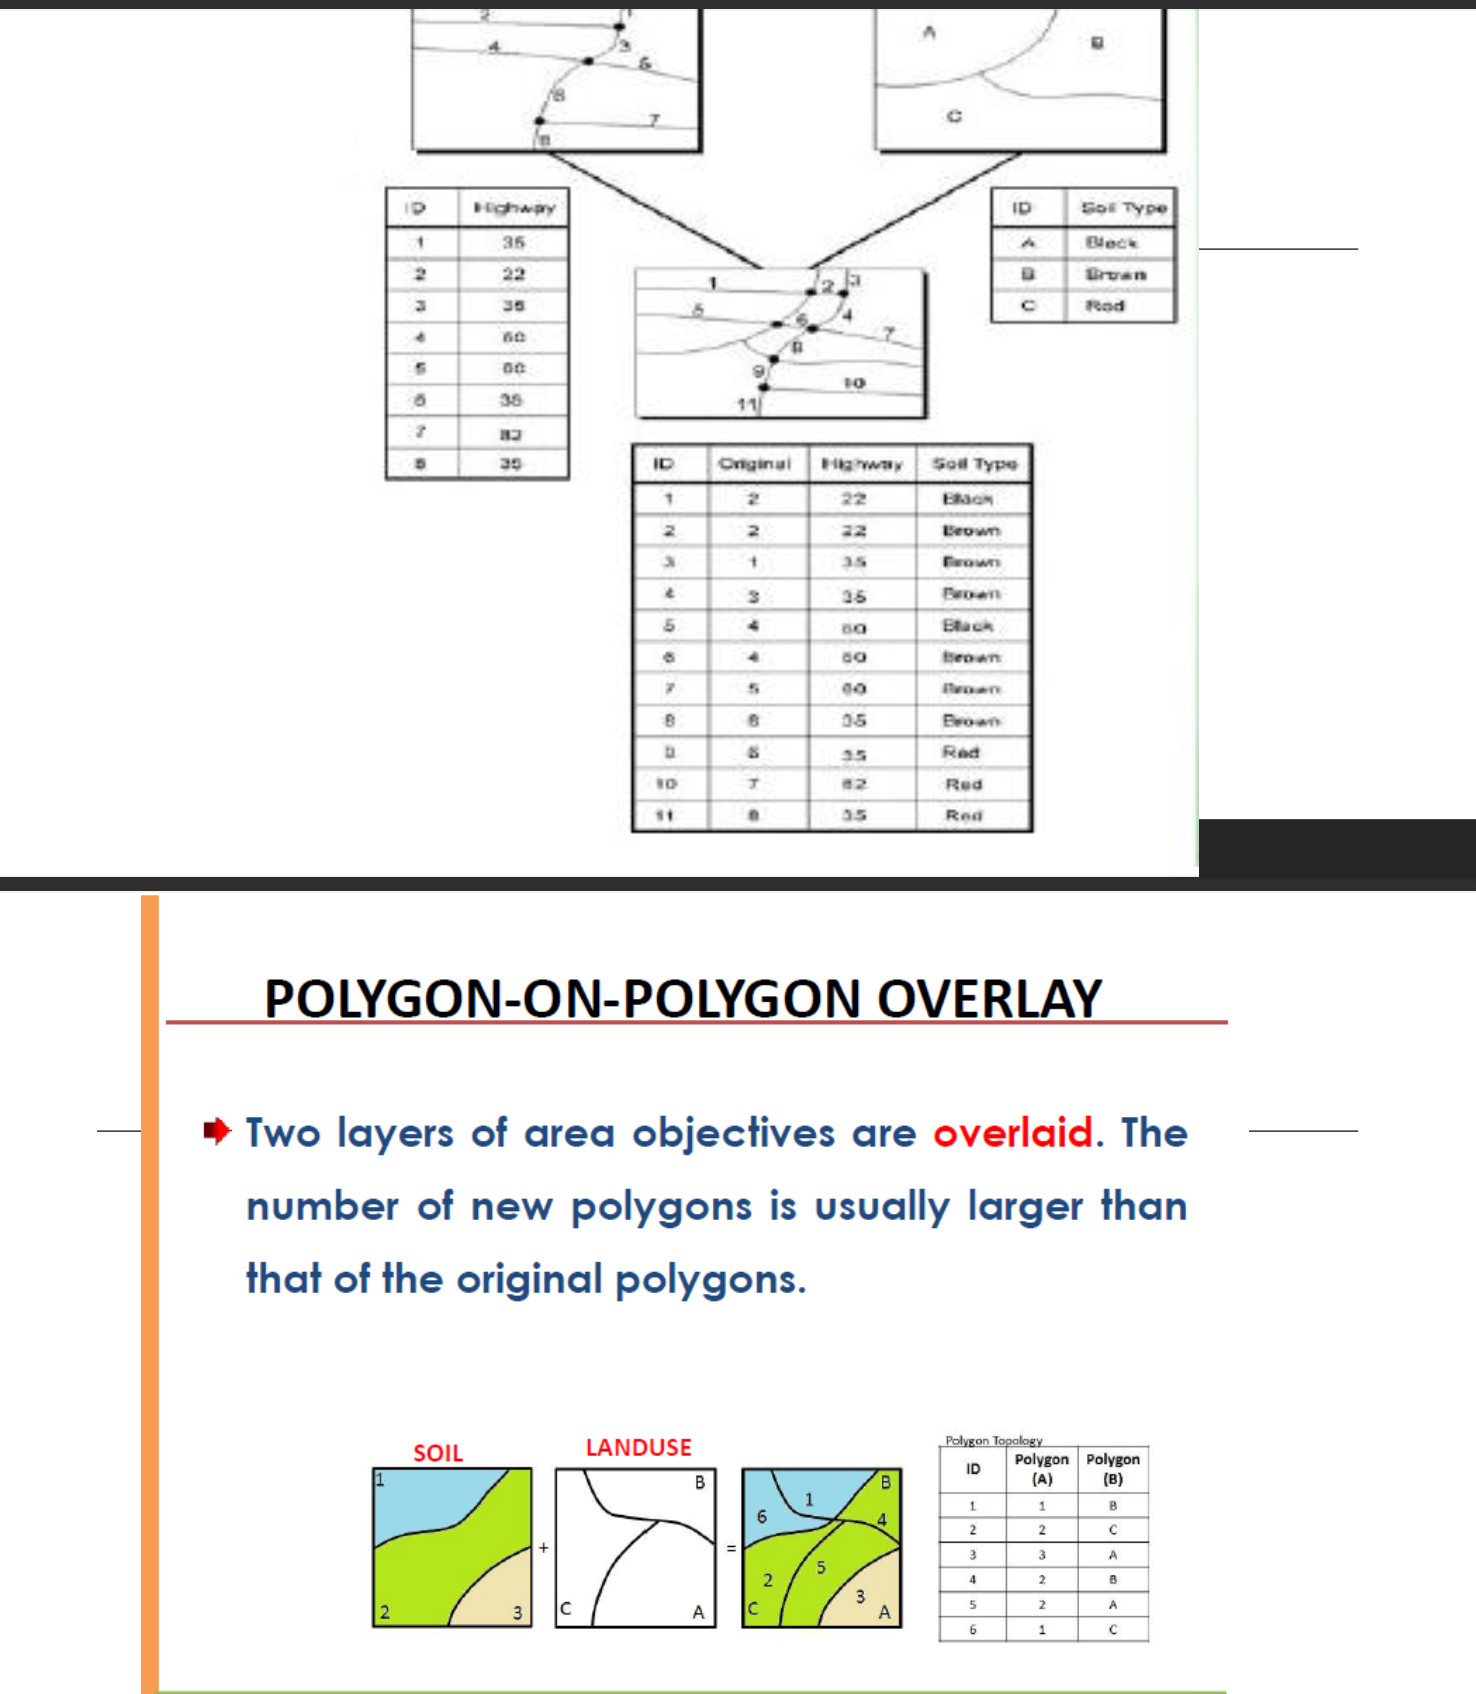 2
1
3
4
5
6
7
8
A
B
C
ID Highway
1 35
2 22
3 35
4 60
5 60
6 35
7 82
8 35
ID Soil Type
A Black
B Brown
C Red
1
2
3
5
6
4
7
8
9
10
11
ID Original Highway Soil Type
1 2 22 Black
2 2 22 Brown
3 1 35 Brown
4 3 35 Brown
5 4 60 Black
6 4 60 Brown
7 5 60 Brown
8 6 35 Brown
9 6 35 Red
10 7 82 Red
11 8 35 Red
POLYGON-ON-POLYGON OVERLAY
Two layers of area objectives are overlaid. The
number of new polygons is usually larger than
that of the original polygons.
SOIL
1
2
3
+
LANDUSE
B
C
A
=
B
1
6
4
5
2
3
C
A
Polygon Topology
ID Polygon (A) Polygon (B)
1 1 B
2 2 C
3 3 A
4 2 B
5 2 A
6 1 C